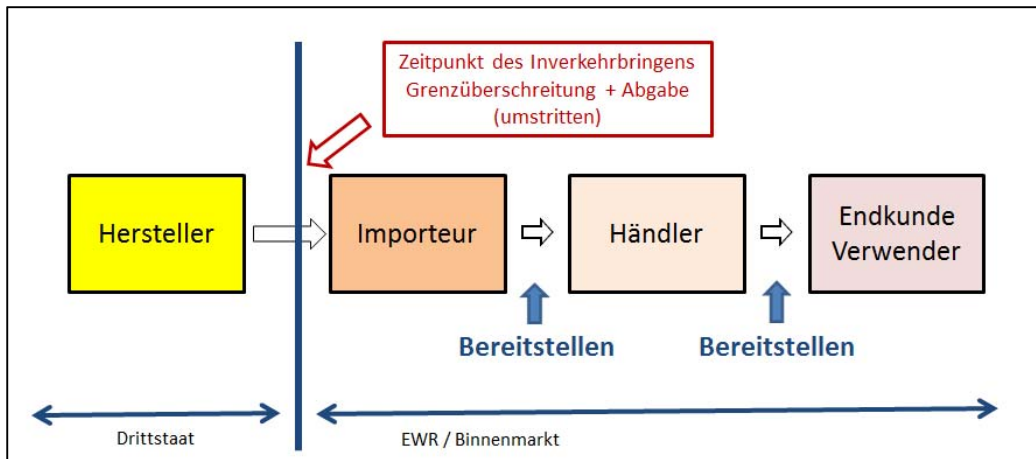 Zeitpunkt des Inverkehrbringens
Grenzüberschreitung + Abgabe
(umstritten)
Hersteller
Importeur
Händler
Endkunde
Verwender
Bereitstellen
Bereitstellen
Drittstaat
EWR / Binnenmarkt